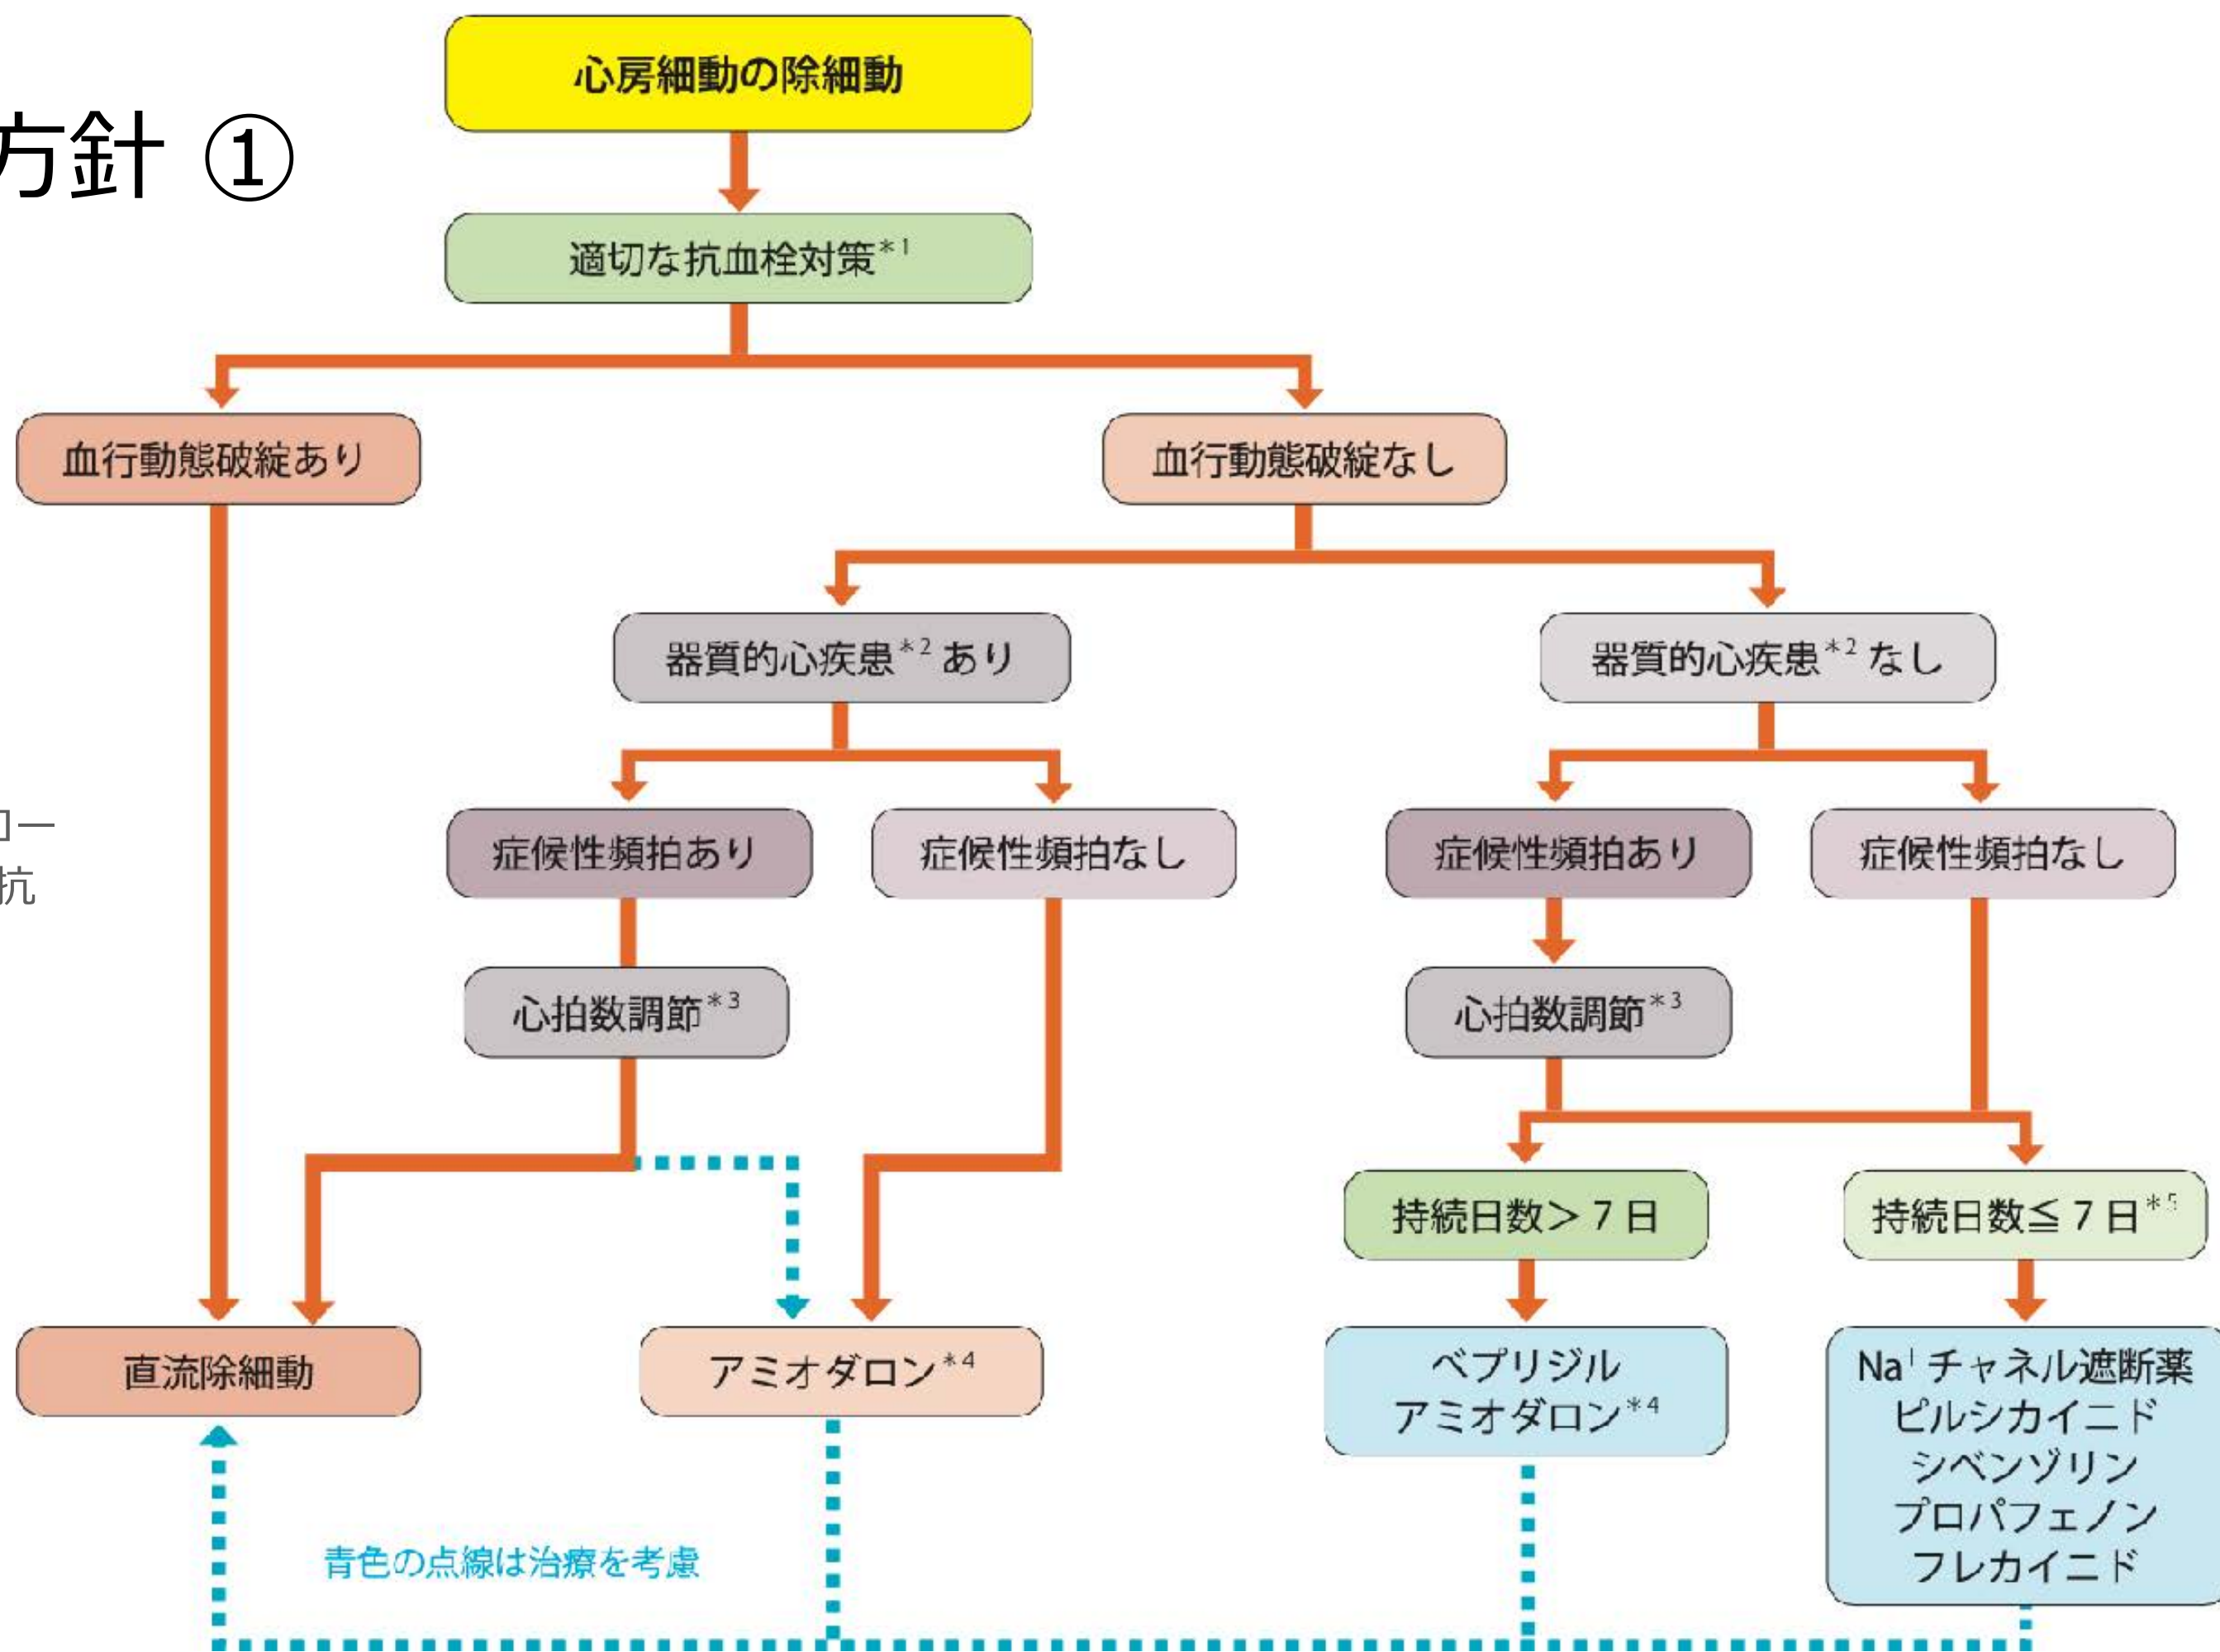 心房細動の除細動
方針 ①
適切な抗血栓対策*1
血行動態破綻あり
血行動態破綻なし
器質的心疾患*2 あり
器質的心疾患*2 なし
ロー
抗
症候性頻拍あり
症候性頻拍なし
症候性頻拍あり
症候性頻拍なし
心拍数調節*3
心拍数調節*3
持続日数＞7日
持続日数≦7日*5
直流除細動
アミオダロン*4
ベプリジル
アミオダロン*4
Na⁺チャネル遮断薬
ピルシカイニド
シベンゾリン
プロパフェノン
フレカイニド
青色の点線は治療を考慮